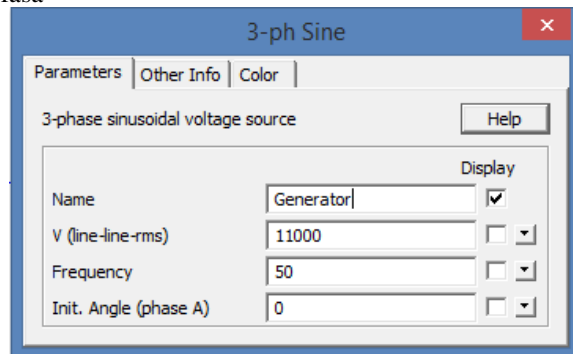 3-ph Sine
Parameters Other Info Color
3-phase sinusoidal voltage source Help
Display
Name Generator
V (line-line-rms) 11000
Frequency 50
Init. Angle (phase A) 0